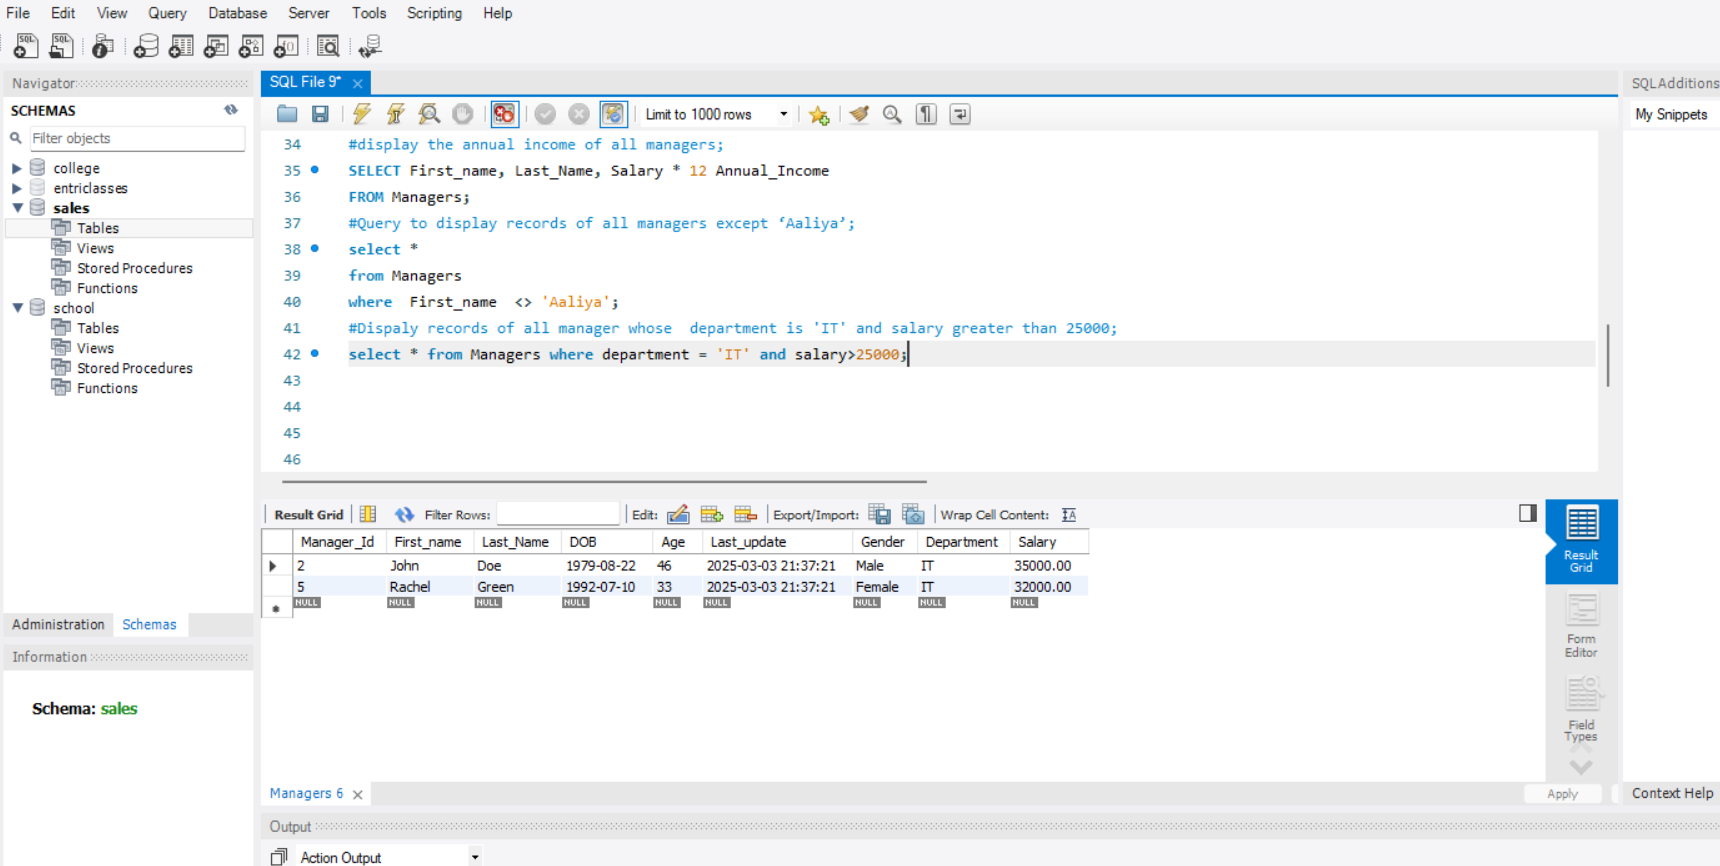 File Edit View Query Database Server Tools Scripting Help
Navigator
SCHEMAS
Filter objects
college
entriclasses
sales
Tables
Views
Stored Procedures
Functions
school
Tables
Views
Stored Procedures
Functions
Administration Schemas
Information
Schema: sales
SQL File 9*
Limit to 1000 rows
34 #display the annual income of all managers;
35 SELECT First_name, Last_Name, Salary * 12 Annual_Income
36 FROM Managers;
37 #Query to display records of all managers except ‘Aaliya’;
38 select *
39 from Managers
40 where  First_name  <> 'Aaliya';
41 #Dispaly records of all manager whose  department is 'IT' and salary greater than 25000;
42 select * from Managers where department = 'IT' and salary>25000;
43
44
45
46
Result Grid Filter Rows: Edit: Export/Import: Wrap Cell Content:
Manager_Id First_name Last_Name DOB Age Last_update Gender Department Salary
2 John Doe 1979-08-22 46 2025-03-03 21:37:21 Male IT 35000.00
5 Rachel Green 1992-07-10 33 2025-03-03 21:37:21 Female IT 32000.00
NULL NULL NULL NULL NULL NULL NULL NULL NULL
Result
Grid
Form
Editor
Field
Types
Managers 6
Apply
Output
Action Output
SQLAdditions
My Snippets
Context Help